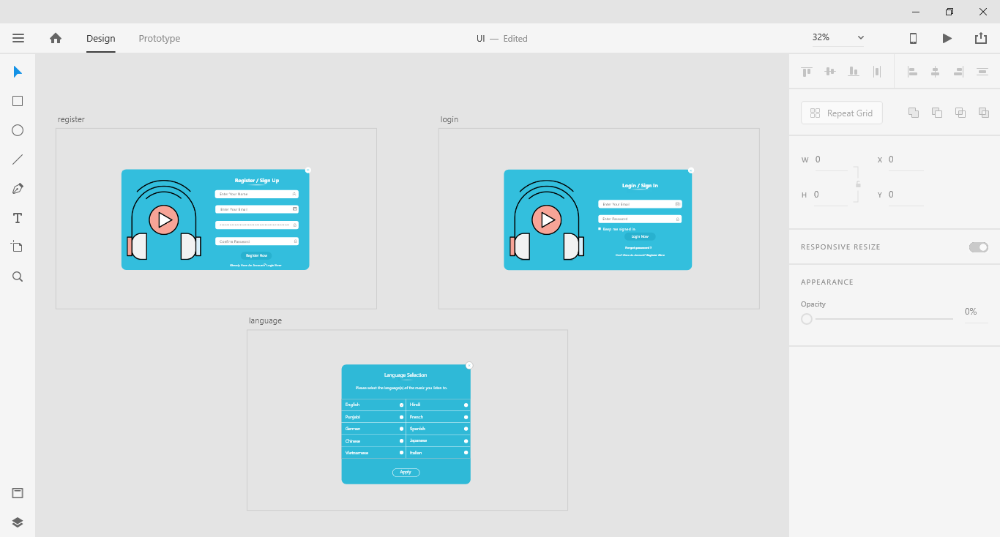 Design Prototype UI — Edited 32%
register
Register / Sign Up
Enter Your Name
Enter Your Email
Confirm Password
Register Now
Already Have An Account? Login Now
login
Login / Sign In
Enter Your Email
Enter Password
Keep me signed in
Login Now
Forgot password ?
Don't Have An Account? Register Here
language
Language Selection
Please select the language(s) of the music you listen to.
English Hindi
Punjabi French
German Spanish
Chinese Japanese
Vietnamese Italian
Apply
Repeat Grid
W 0 X 0
H 0 Y 0
RESPONSIVE RESIZE
APPEARANCE
Opacity
0%